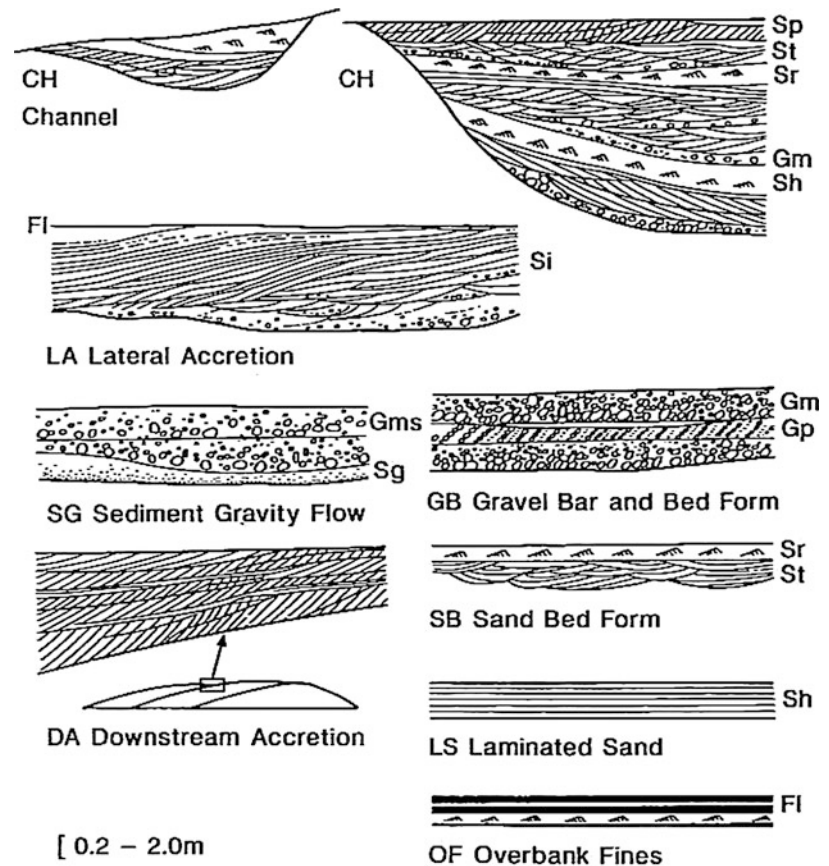 CH
Channel
CH
Sp
St
Sr
Gm
Sh
Fl
Si
LA Lateral Accretion
Gms
Sg
SG Sediment Gravity Flow
Gm
Gp
GB Gravel Bar and Bed Form
DA Downstream Accretion
Sr
St
SB Sand Bed Form
Sh
LS Laminated Sand
Fl
OF Overbank Fines
[ 0.2 – 2.0m